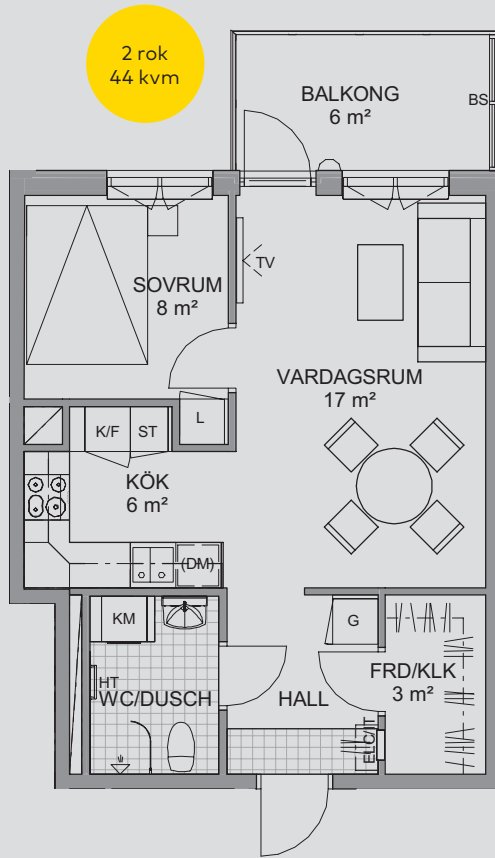 2 rok
44 kvm
BALKONG
6 m²
BS
TV
SOVRUM
8 m²
VARDAGSRUM
17 m²
L
K/F
ST
KÖK
6 m²
(DM)
KM
G
HT
WC/DUSCH
HALL
FRD/KLK
3 m²
ELC/IT